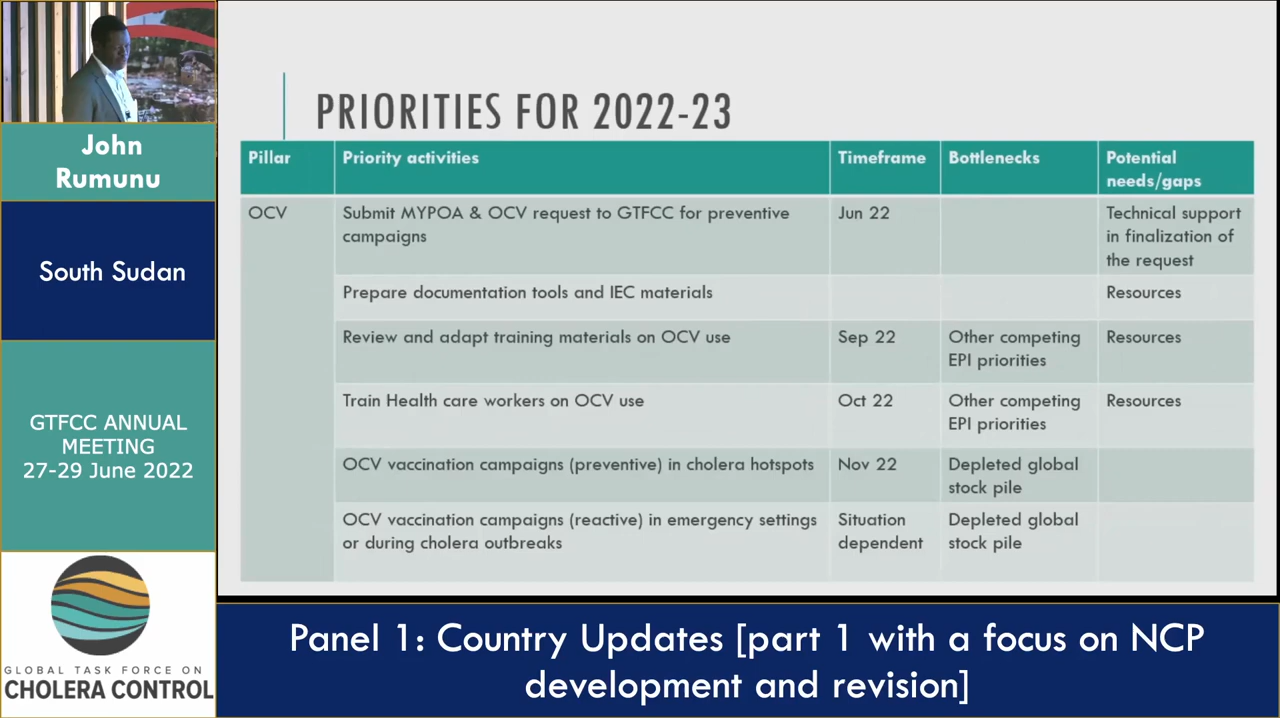 John
Rumunu
South Sudan
GTFCC ANNUAL
MEETING
27-29 June 2022
GLOBAL TASK FORCE ON
CHOLERA CONTROL
PRIORITIES FOR 2022-23
Pillar
Priority activities
Timeframe
Bottlenecks
Potential
needs/gaps
OCV
Submit MYPOA & OCV request to GTFCC for preventive
campaigns
Jun 22
Technical support
in finalization of
the request
Prepare documentation tools and IEC materials
Resources
Review and adapt training materials on OCV use
Sep 22
Other competing
EPI priorities
Resources
Train Health care workers on OCV use
Oct 22
Other competing
EPI priorities
Resources
OCV vaccination campaigns (preventive) in cholera hotspots
Nov 22
Depleted global
stock pile
OCV vaccination campaigns (reactive) in emergency settings
or during cholera outbreaks
Situation
dependent
Depleted global
stock pile
Panel 1: Country Updates [part 1 with a focus on NCP
development and revision]